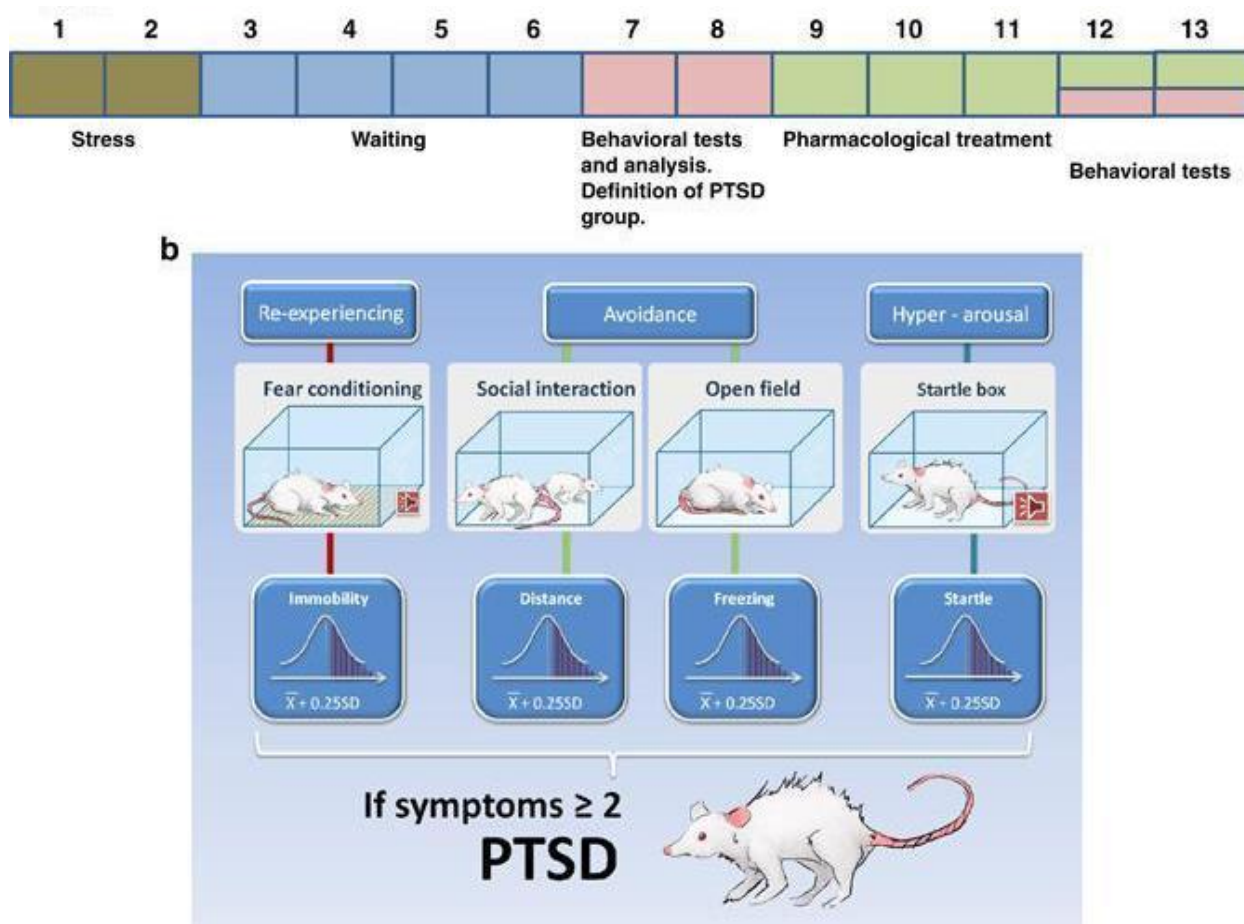 1 2 3 4 5 6 7 8 9 10 11 12 13
Stress
Waiting
Behavioral tests
and analysis.
Definition of PTSD
group.
Pharmacological treatment
Behavioral tests
b
Re-experiencing
Avoidance
Hyper - arousal
Fear conditioning
Social interaction
Open field
Startle box
Immobility
X̅ + 0.25SD
Distance
X̅ + 0.25SD
Freezing
X̅ + 0.25SD
Startle
X̅ + 0.25SD
If symptoms ≥ 2
PTSD